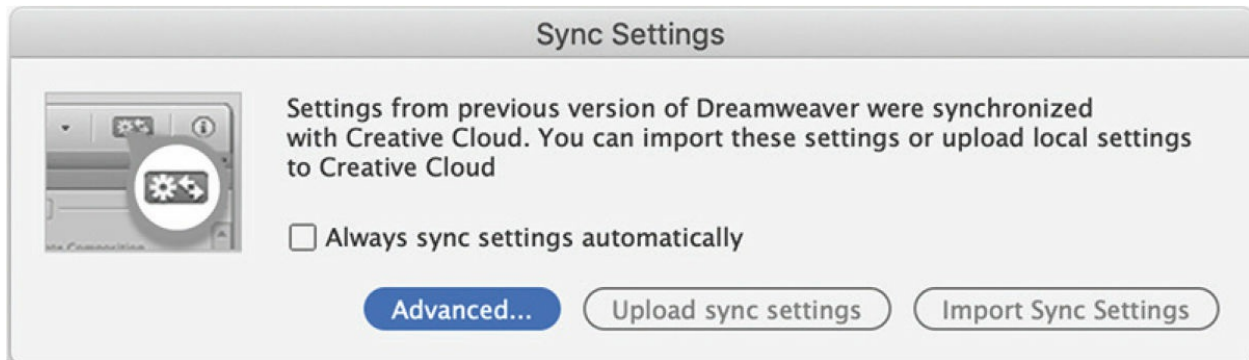 Sync Settings
Settings from previous version of Dreamweaver were synchronized
with Creative Cloud. You can import these settings or upload local settings
to Creative Cloud
Always sync settings automatically
Advanced...
Upload sync settings
Import Sync Settings